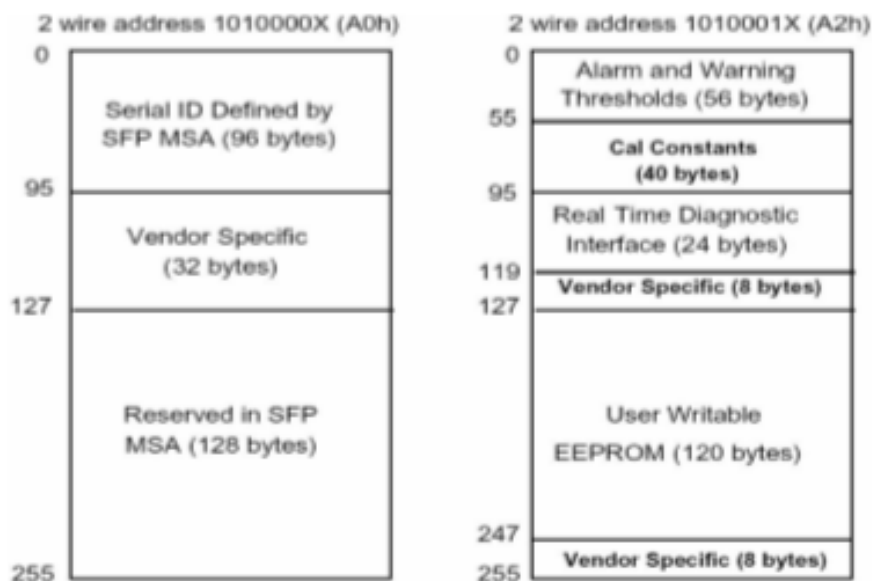 2 wire address 1010000X (A0h)
0
Serial ID Defined by
SFP MSA (96 bytes)
95
Vendor Specific
(32 bytes)
127
Reserved in SFP
MSA (128 bytes)
255
2 wire address 1010001X (A2h)
0
Alarm and Warning
Thresholds (56 bytes)
55
Cal Constants
(40 bytes)
95
Real Time Diagnostic
Interface (24 bytes)
119
Vendor Specific (8 bytes)
127
User Writable
EEPROM (120 bytes)
247
Vendor Specific (8 bytes)
255